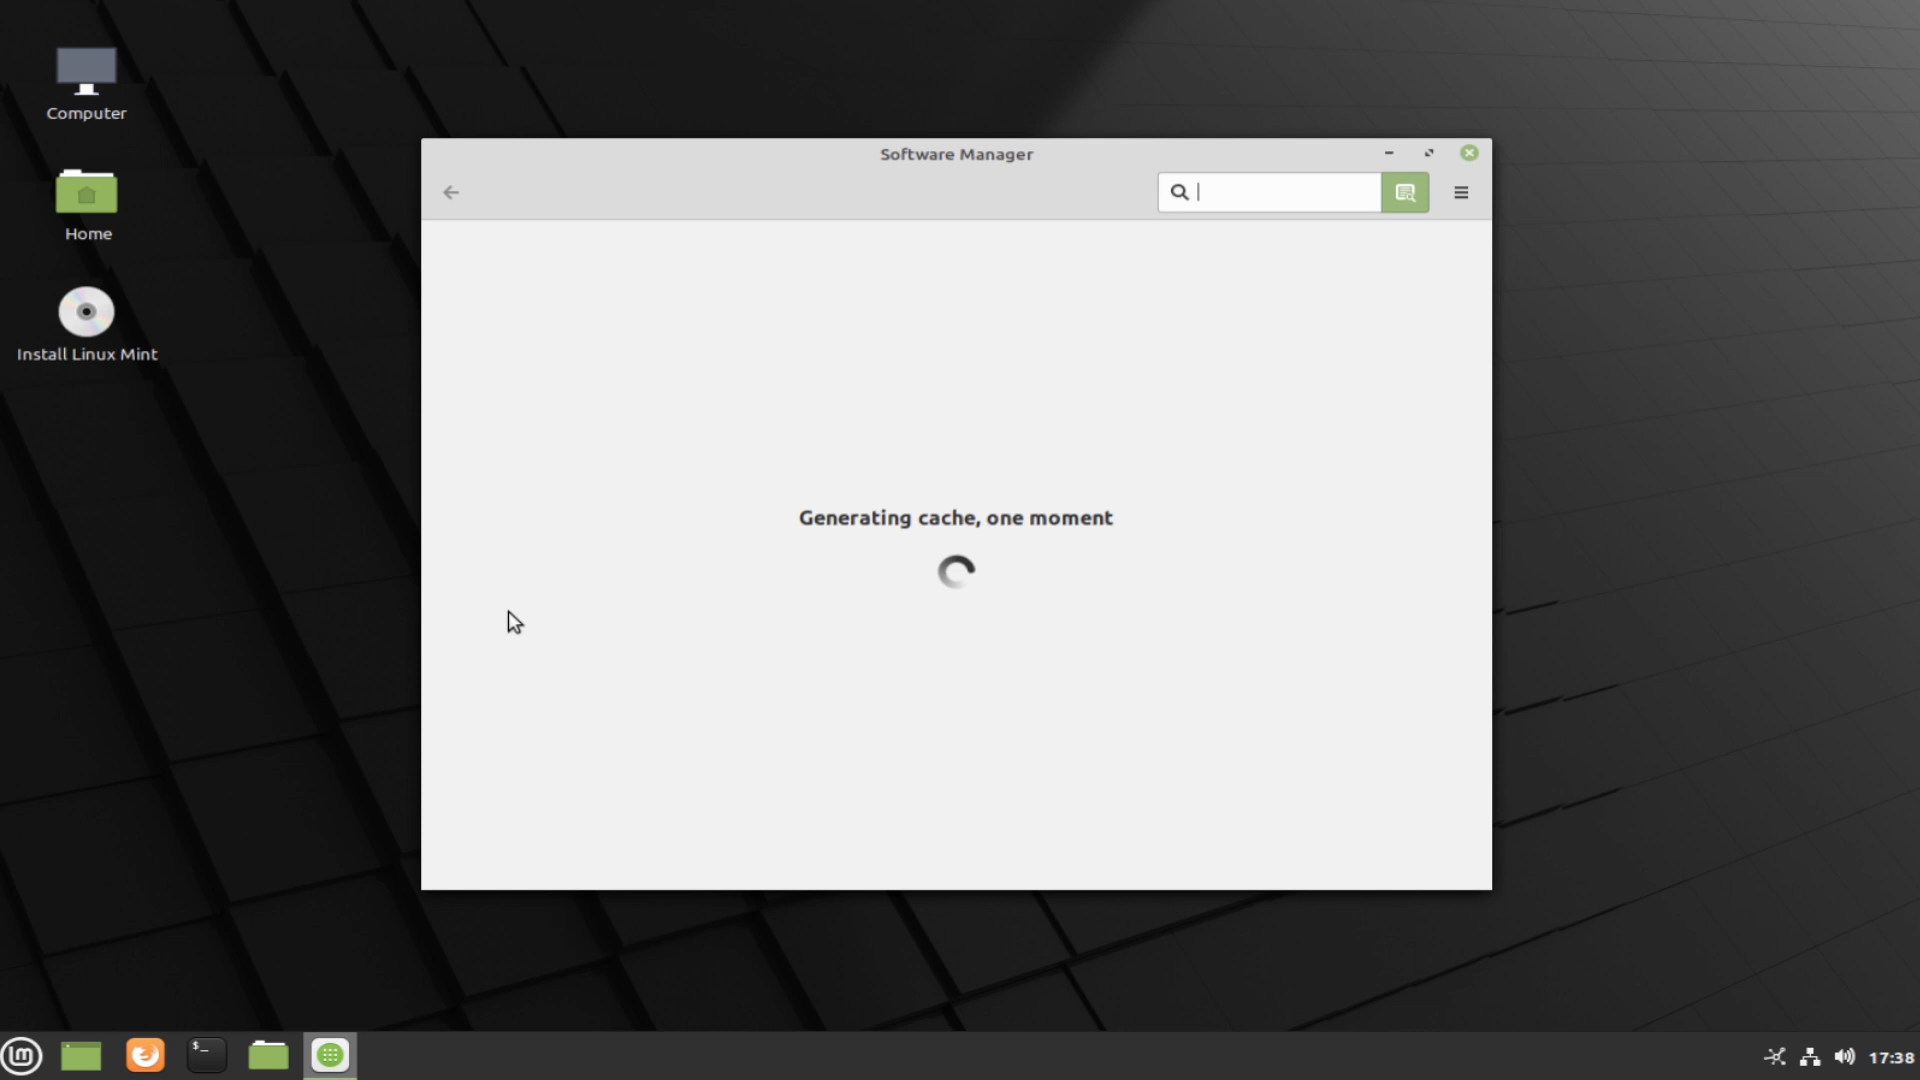 Computer
Home
Install Linux Mint
Software Manager
Generating cache, one moment
$_
17:38